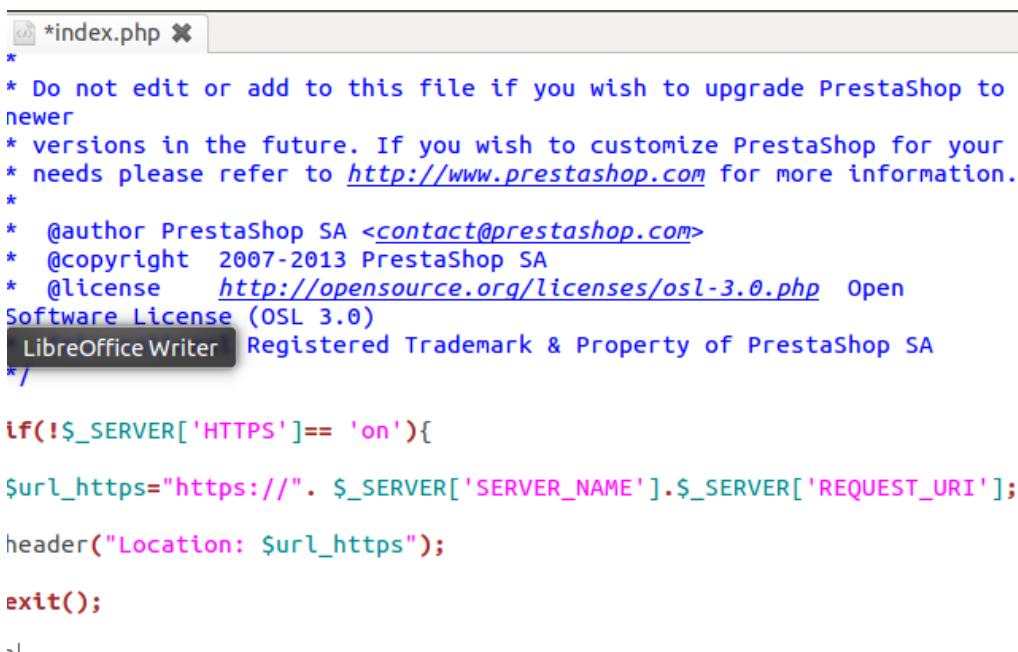 *index.php
*
* Do not edit or add to this file if you wish to upgrade PrestaShop to
newer
* versions in the future. If you wish to customize PrestaShop for your
* needs please refer to http://www.prestashop.com for more information.
*
*  @author PrestaShop SA <contact@prestashop.com>
*  @copyright  2007-2013 PrestaShop SA
*  @license    http://opensource.org/licenses/osl-3.0.php  Open
Software License (OSL 3.0)
LibreOffice Writer Registered Trademark & Property of PrestaShop SA
*/
if(!$_SERVER['HTTPS']== 'on'){
$url_https="https://". $_SERVER['SERVER_NAME'].$_SERVER['REQUEST_URI'];
header("Location: $url_https");
exit();